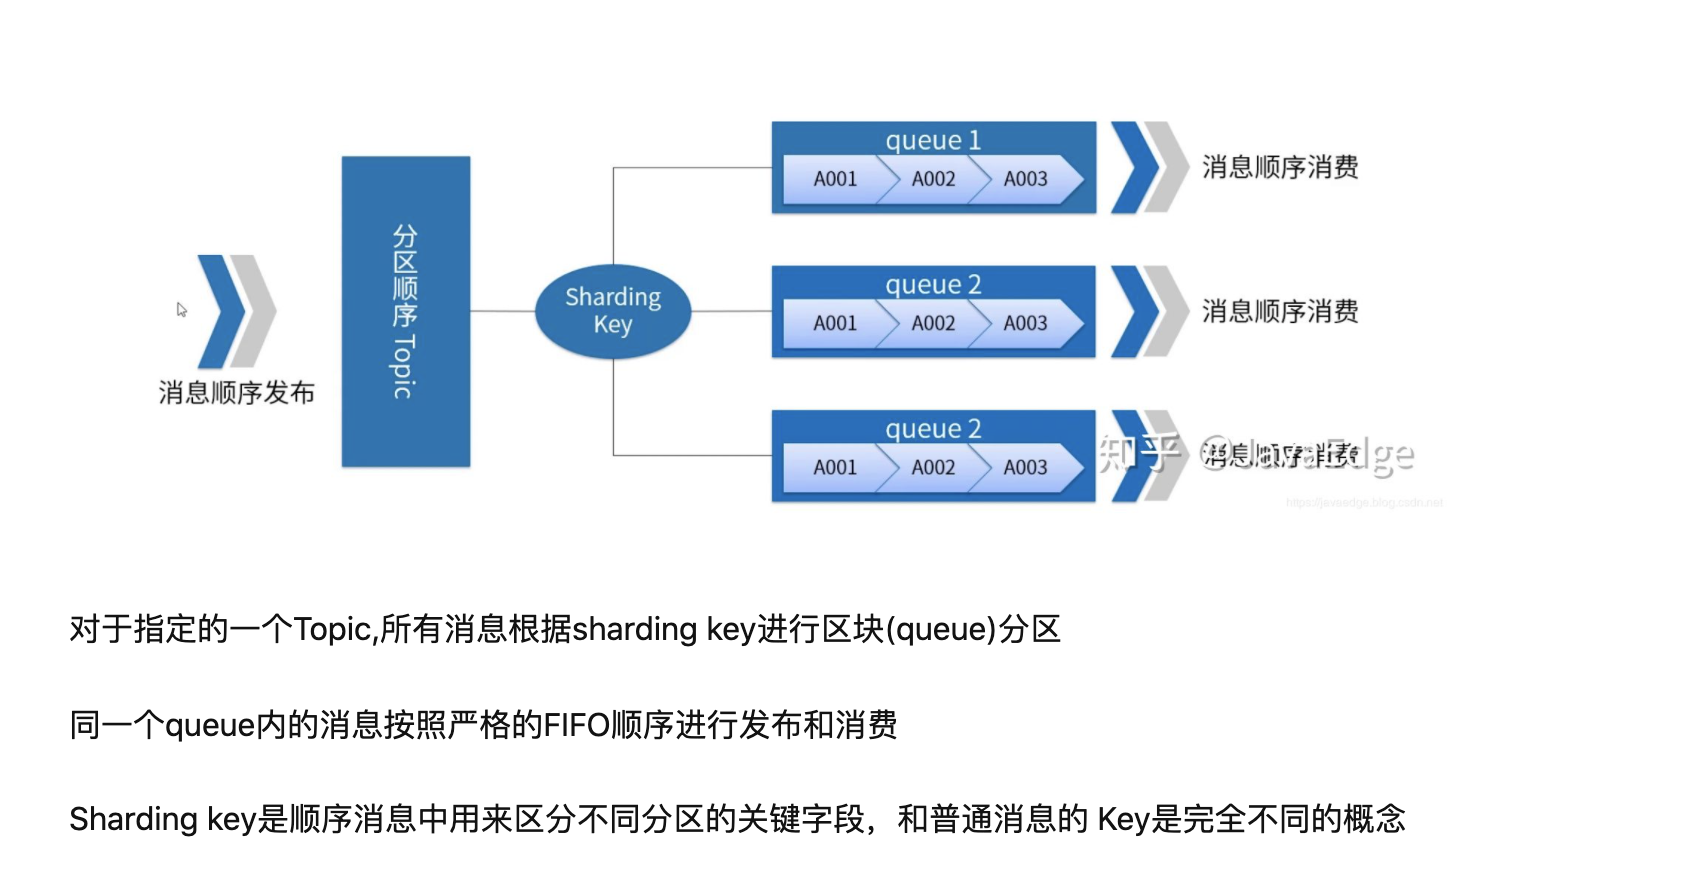 queue 1
A001 A002 A003
消息顺序消费
分区顺序 Topic
Sharding
Key
queue 2
A001 A002 A003
消息顺序消费
消息顺序发布
queue 2
A001 A002 A003
消息顺序消费
知乎 @JavaEdge
https://javaedge.blog.csdn.net
对于指定的一个Topic,所有消息根据sharding key进行区块(queue)分区
同一个queue内的消息按照严格的FIFO顺序进行发布和消费
Sharding key是顺序消息中用来区分不同分区的关键字段，和普通消息的 Key是完全不同的概念